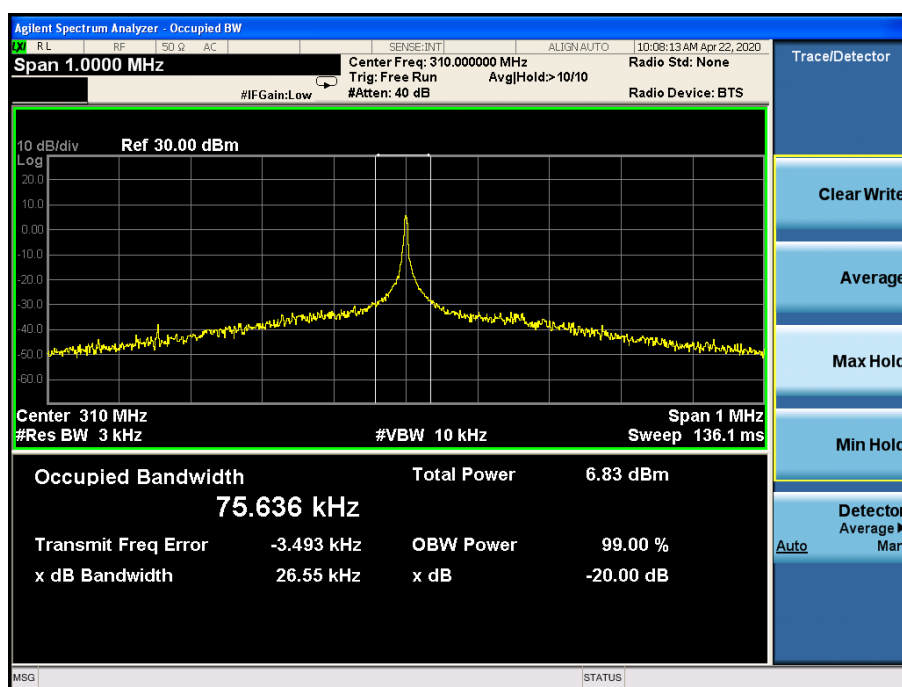 Agilent Spectrum Analyzer - Occupied BW
LXI RL RF 50 Ω AC SENSE:INT ALIGN AUTO 10:08:13 AM Apr 22, 2020
Span 1.0000 MHz
Center Freq: 310.000000 MHz
Radio Std: None
Trig: Free Run Avg|Hold:> 10/10
#IFGain:Low
#Atten: 40 dB
Radio Device: BTS
Trace/Detector
10 dB/div Ref 30.00 dBm
Log
20.0
10.0
0.00
-10.0
-20.0
-30.0
-40.0
-50.0
-60.0
Center 310 MHz Span 1 MHz
#Res BW 3 kHz #VBW 10 kHz Sweep 136.1 ms
Occupied Bandwidth Total Power 6.83 dBm
75.636 kHz
Transmit Freq Error -3.493 kHz OBW Power 99.00 %
x dB Bandwidth 26.55 kHz x dB -20.00 dB
Clear Write
Average
Max Hold
Min Hold
Detector
Average
Auto Man
MSG STATUS